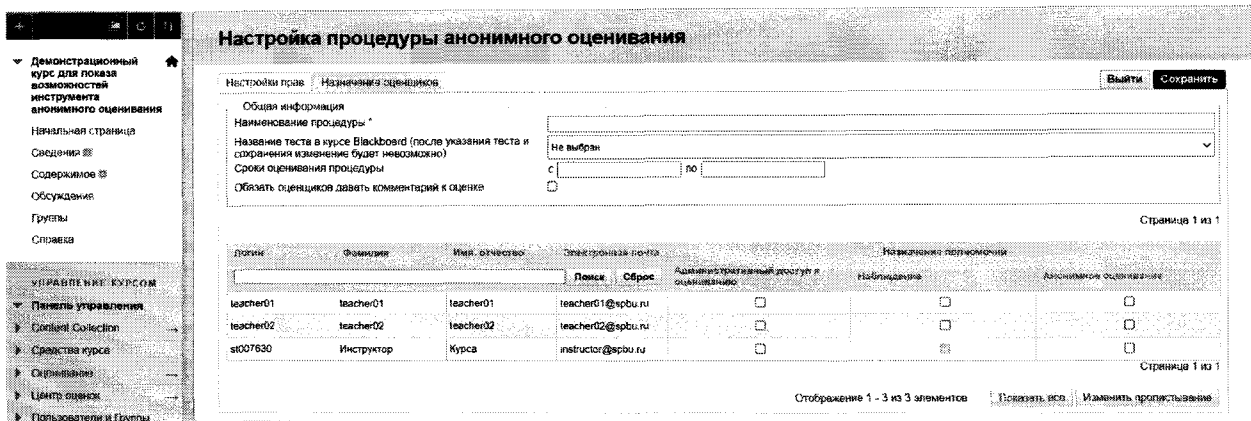 Настройка процедуры анонимного оценивания
Демонстрационный
курс для показа
возможностей
инструмента
анонимного оценивания
Начальная страница
Сведения
Содержимое
Обсуждения
Группы
Справка
УПРАВЛЕНИЕ КУРСОМ
Панель управления
Content Collection
Средства курса
Оценивание
Центр оценок
Пользователи и Группы
Настройки прав Назначения оценщиков
Выйти Сохранить
Общая информация
Наименование процедуры *
Название теста в курсе Blackboard (после указания теста и
сохранения изменение будет невозможно)
Не выбран
Сроки оценивания процедуры с по
Обязать оценщиков давать комментарий к оценке
Страница 1 из 1
Логин Фамилия Имя, отчество Электронная почта Назначение полномочий
Поиск Сброс Административный доступ к
оцениванию Наблюдение Анонимное оценивание
teacher01 teacher01 teacher01 teacher01@spbu.ru
teacher02 teacher02 teacher02 teacher02@spbu.ru
st007630 Инструктор Курса instructor@spbu.ru
Страница 1 из 1
Отображение 1 - 3 из 3 элементов Показать все Изменить пролистывание